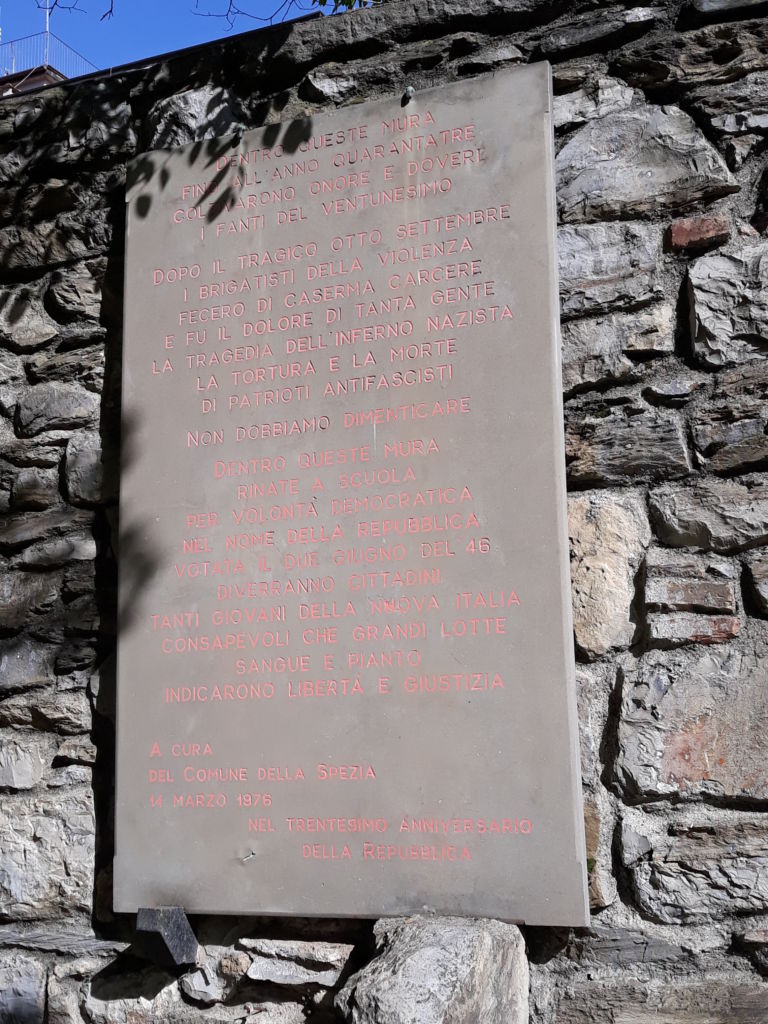 DENTRO QUESTE MURA
FINO ALL'ANNO QUARANTATRE
COLTIVARONO ONORE E DOVERI
I FANTI DEL VENTUNESIMO
DOPO IL TRAGICO OTTO SETTEMBRE
I BRIGATISTI DELLA VIOLENZA
FECERO DI CASERMA CARCERE
E FU IL DOLORE DI TANTA GENTE
LA TRAGEDIA DELL'INFERNO NAZISTA
LA TORTURA E LA MORTE
DI PATRIOTI ANTIFASCISTI
NON DOBBIAMO DIMENTICARE
DENTRO QUESTE MURA
RINATE A SCUOLA
PER VOLONTÀ DEMOCRATICA
NEL NOME DELLA REPUBBLICA
VOTATA IL DUE GIUGNO DEL '46
DIVERRANNO CITTADINI
TANTI GIOVANI DELLA NUOVA ITALIA
CONSAPEVOLI CHE GRANDI LOTTE
SANGUE E PIANTO
INDICARONO LIBERTÀ E GIUSTIZIA
A CURA
DEL COMUNE DELLA SPEZIA
14 MARZO 1976
NEL TRENTESIMO ANNIVERSARIO
DELLA REPUBBLICA